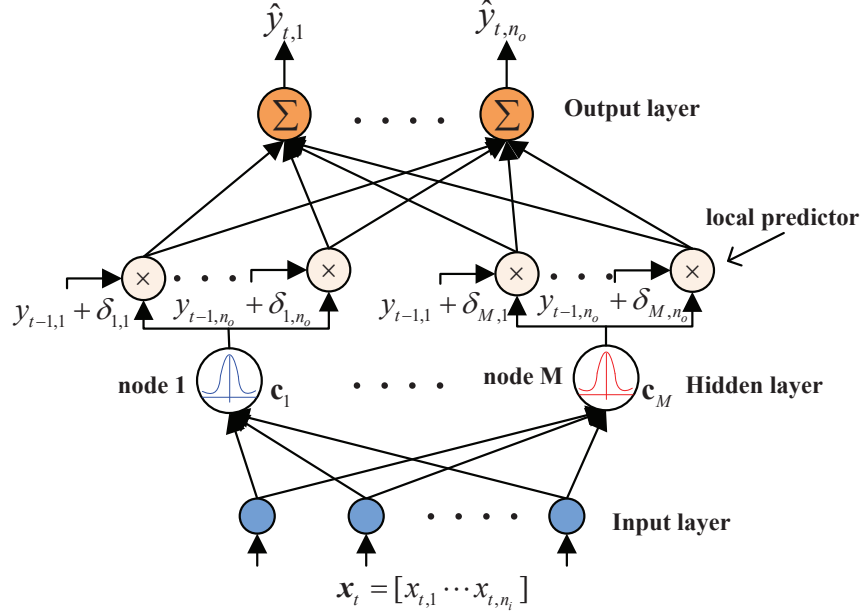 ŷ_{t,1} ŷ_{t,n_o}
Σ . . . . Σ Output layer
local predictor
× . . . . × × . . . ×
y_{t-1,1} + δ_{1,1} y_{t-1,n_o} + δ_{1,n_o} y_{t-1,1} + δ_{M,1} y_{t-1,n_o} + δ_{M,n_o}
node 1 c_1 . . . . node M c_M Hidden layer
. . . . Input layer
x_t = [x_{t,1} ⋯ x_{t,n_i}]